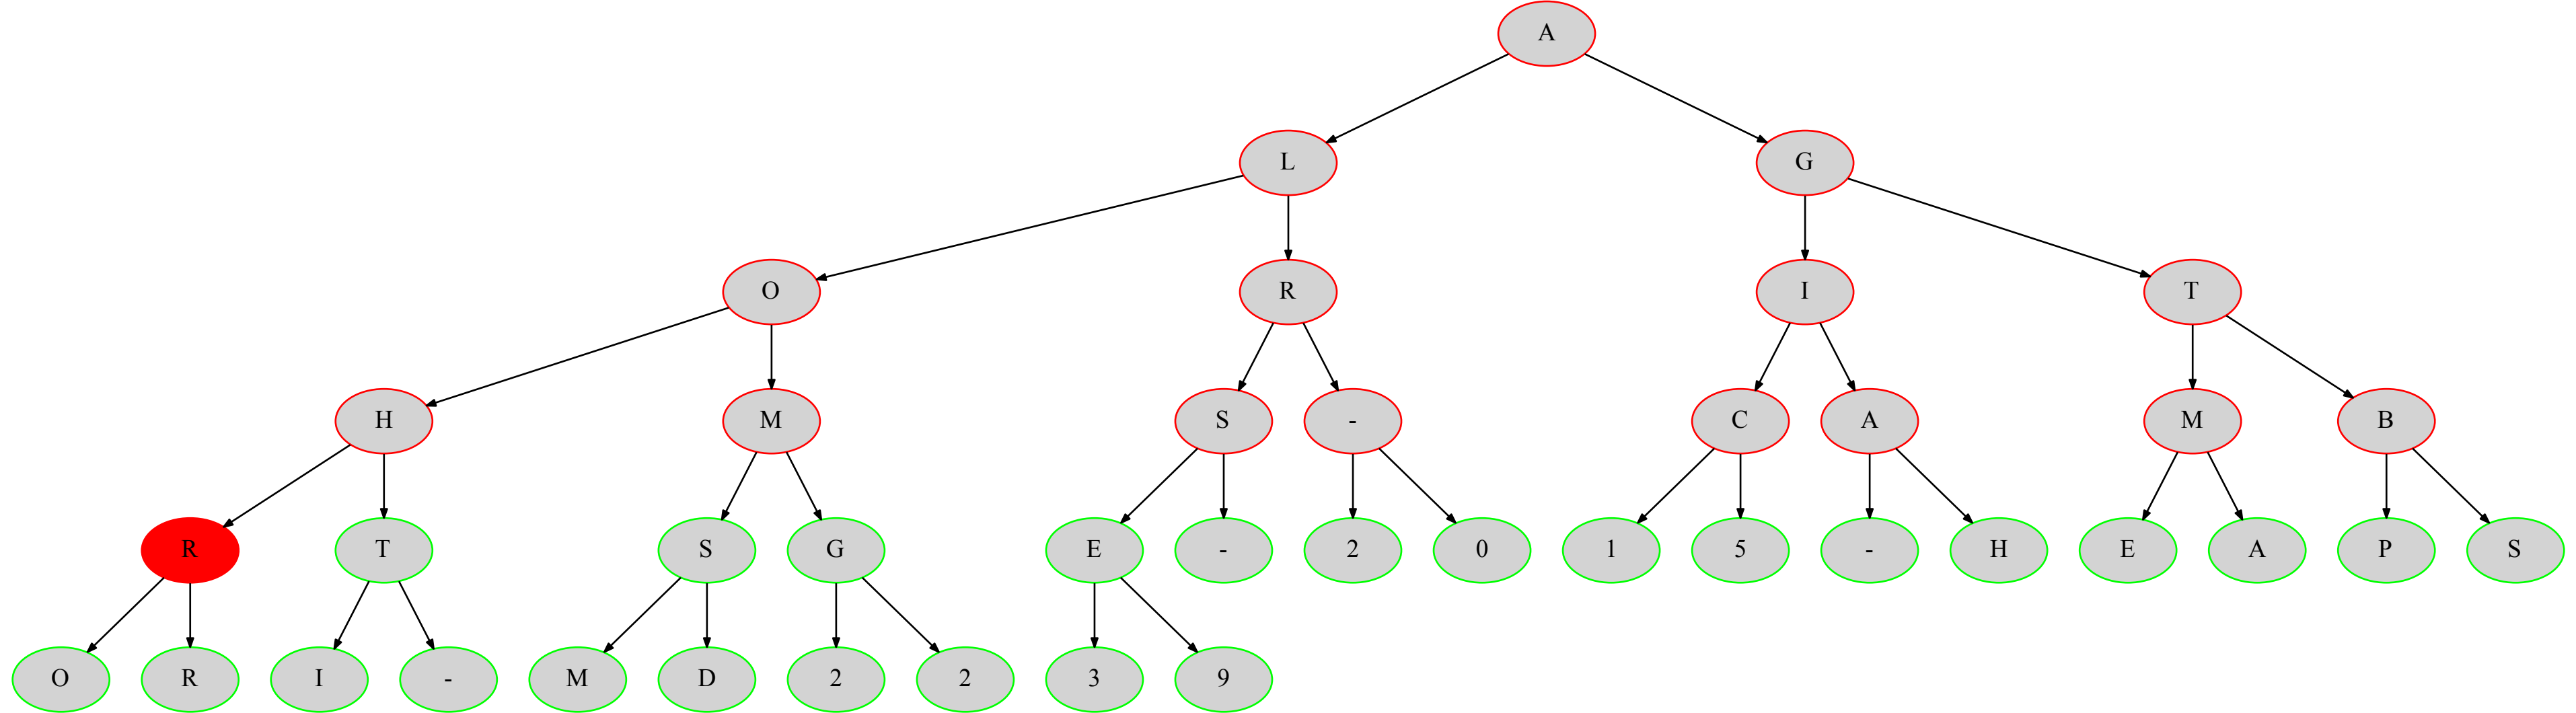 A
L G
O R I T
H M S - C A M B
R T S G E - 2 0 1 5 - H E A P S
O R I - M D 2 2 3 9